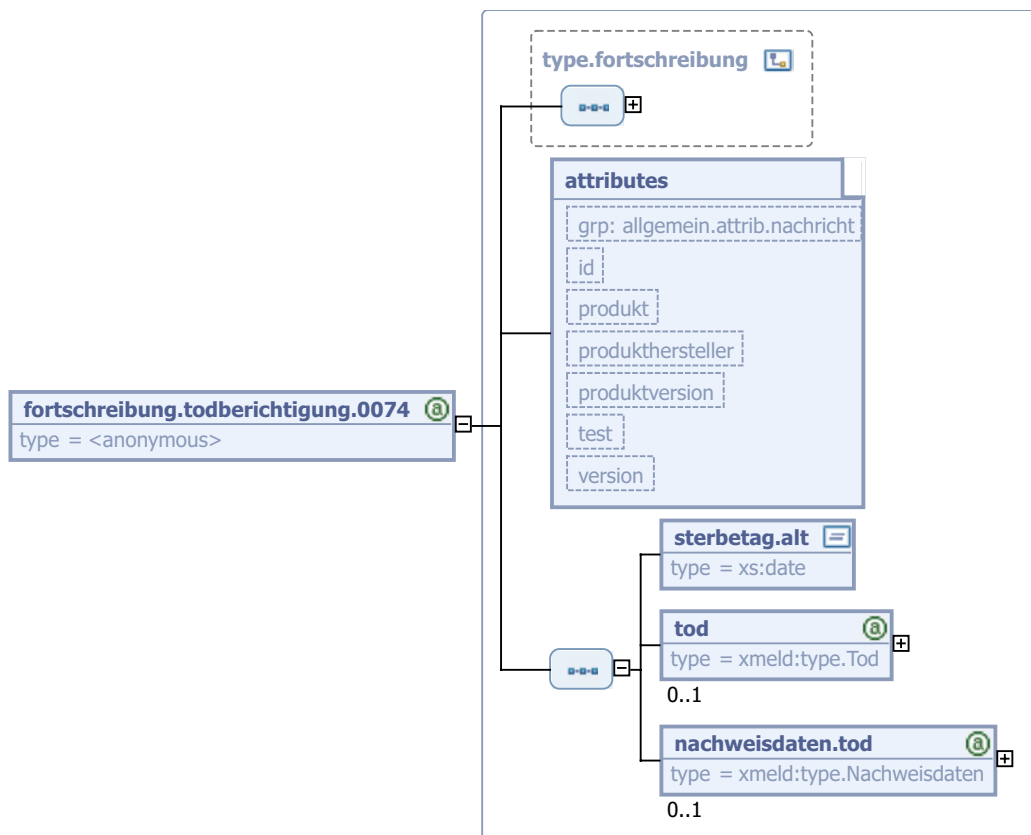 type.fortschreibung
attributes
grp: allgemein.attrib.nachricht
id
produkt
produkthersteller
produktversion
test
version
fortschreibung.todberichtigung.0074
type = <anonymous>
sterbetag.alt
type = xs:date
tod
type = xmeld:type.Tod
0..1
nachweisdaten.tod
type = xmeld:type.Nachweisdaten
0..1